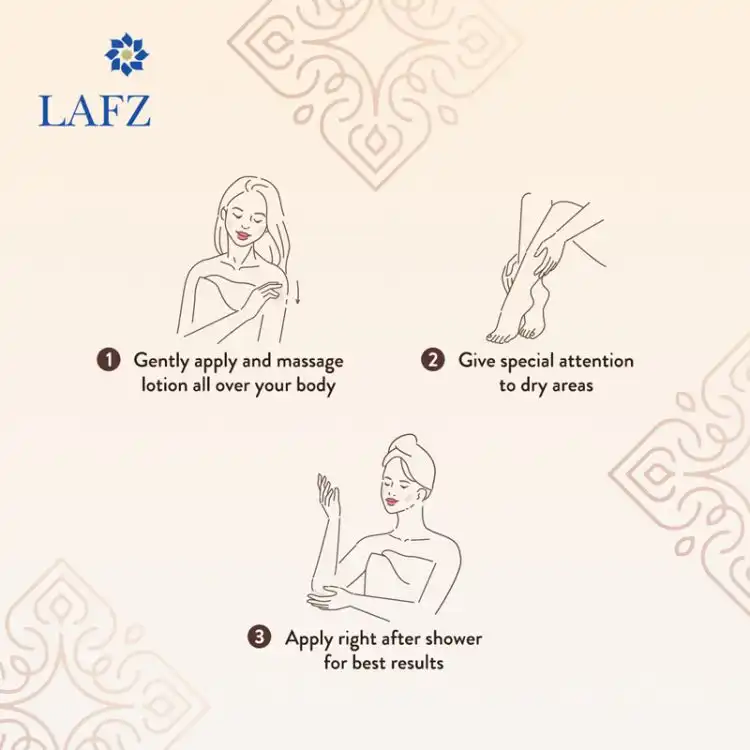 LAFZ
1 Gently apply and massage
lotion all over your body
2 Give special attention
to dry areas
3 Apply right after shower
for best results